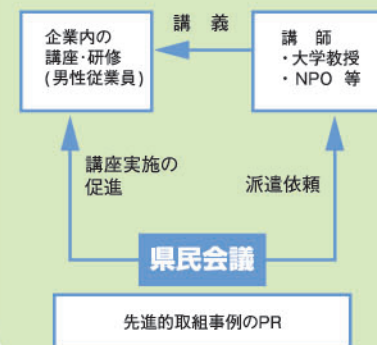 企業内の
講座・研修
(男性従業員)
講　義
講　師
・大学教授
・NPO 等
講座実施の
促進
派遣依頼
県民会議
先進的取組事例のPR